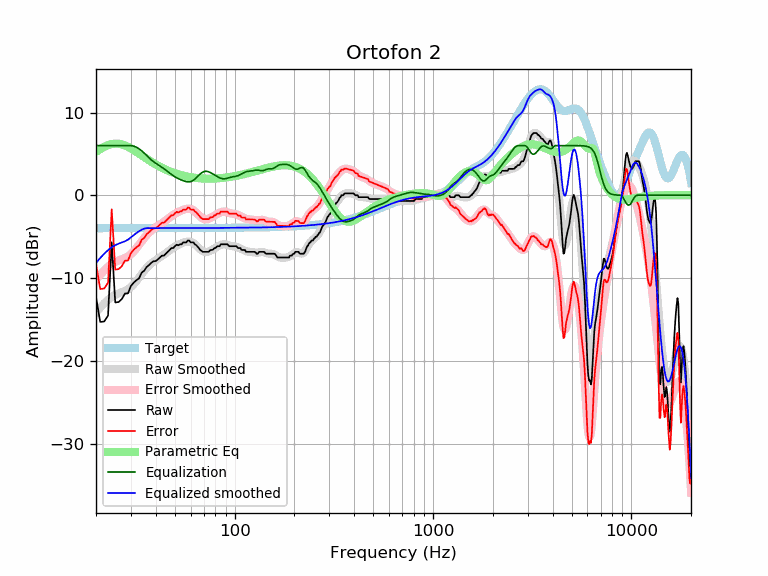 Ortofon 2
Amplitude (dBr)
10
0
−10
−20
−30
Target
Raw Smoothed
Error Smoothed
Raw
Error
Parametric Eq
Equalization
Equalized smoothed
100
1000
10000
Frequency (Hz)